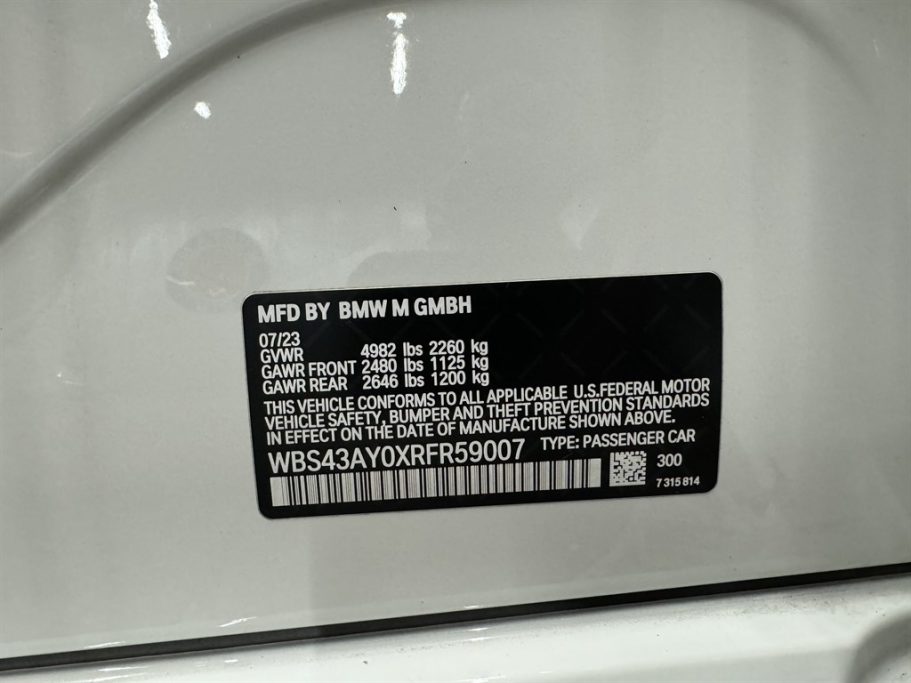 MFD BY BMW M GMBH
07/23
GVWR 4982 lbs 2260 kg
GAWR FRONT 2480 lbs 1125 kg
GAWR REAR 2646 lbs 1200 kg
THIS VEHICLE CONFORMS TO ALL APPLICABLE U.S.FEDERAL MOTOR
VEHICLE SAFETY, BUMPER AND THEFT PREVENTION STANDARDS
IN EFFECT ON THE DATE OF MANUFACTURE SHOWN ABOVE.
WBS43AY0XRFR59007 TYPE: PASSENGER CAR
300
7 315 814